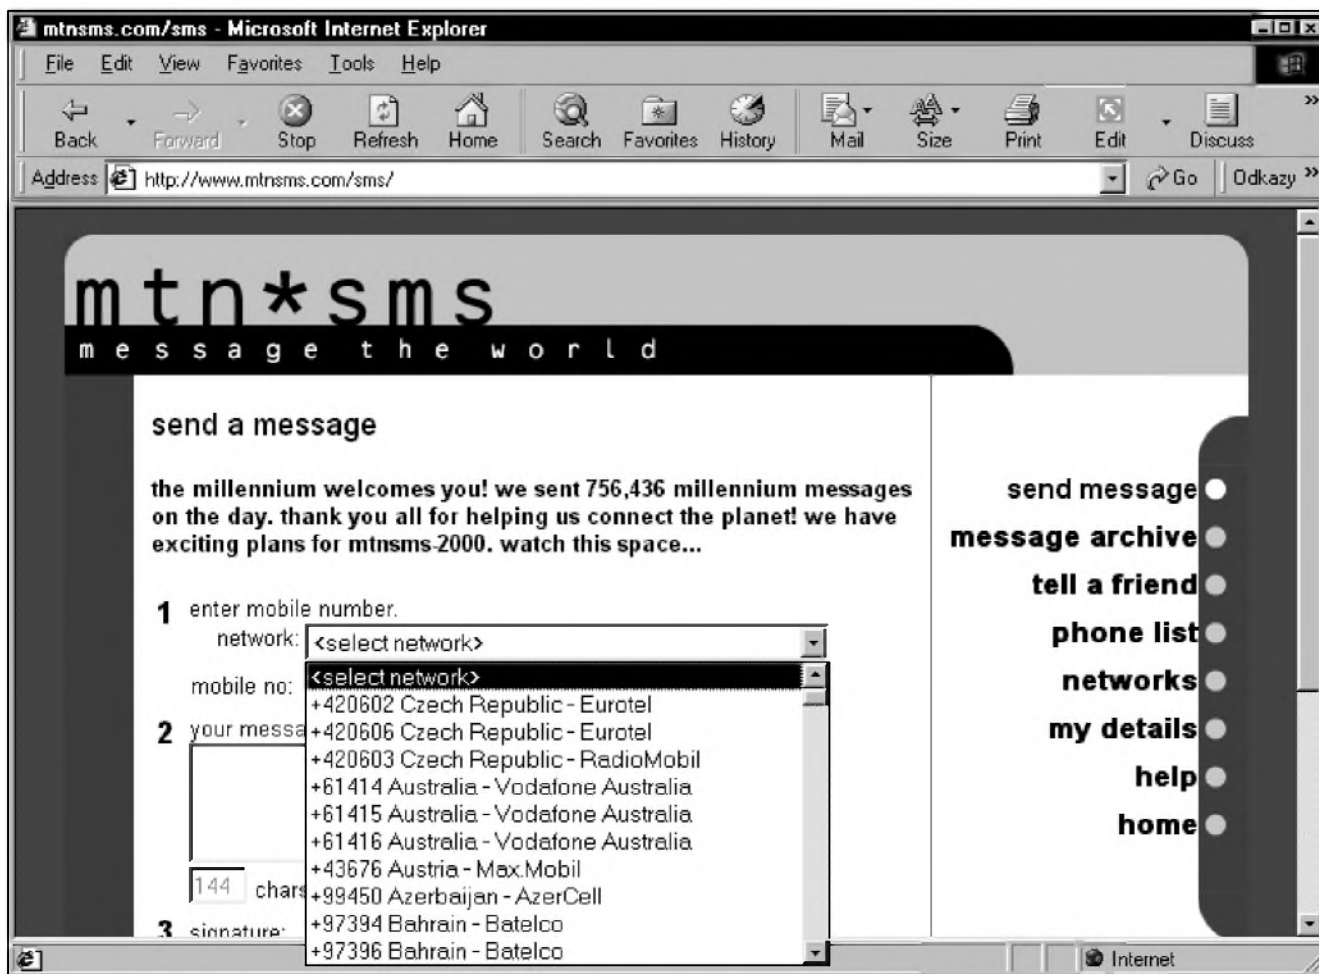 mtnsms.com/sms - Microsoft Internet Explorer
File Edit View Favorites Tools Help
Back Forward Stop Refresh Home Search Favorites History Mail Size Print Edit Discuss »
Address http://www.mtnsms.com/sms/ Go Odkazy »
mtn*sms
message the world
send a message
the millennium welcomes you! we sent 756,436 millennium messages
on the day. thank you all for helping us connect the planet! we have
exciting plans for mtnsms-2000. watch this space...
1 enter mobile number.
network: <select network>
mobile no:
<select network>
+420602 Czech Republic - Eurotel
+420606 Czech Republic - Eurotel
+420603 Czech Republic - RadioMobil
+61414 Australia - Vodafone Australia
+61415 Australia - Vodafone Australia
+61416 Australia - Vodafone Australia
+43676 Austria - Max.Mobil
+99450 Azerbaijan - AzerCell
+97394 Bahrain - Batelco
+97396 Bahrain - Batelco
2 your messa
144 chars
3 signature:
send message
message archive
tell a friend
phone list
networks
my details
help
home
Internet